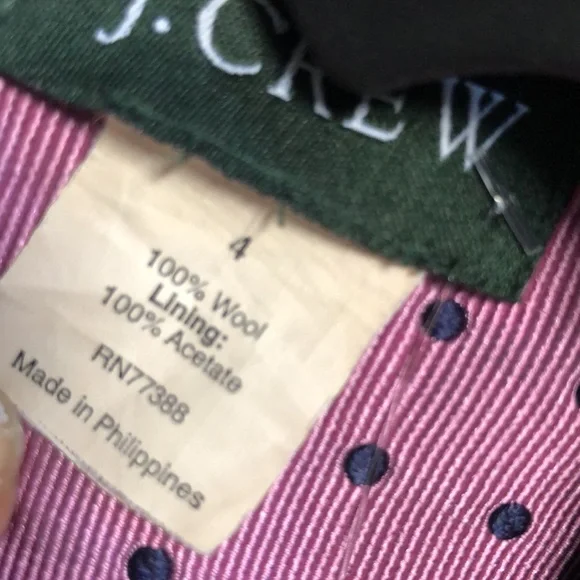 J.CREW
4
100% Wool
Lining:
100% Acetate
RN77388
Made in Philippines